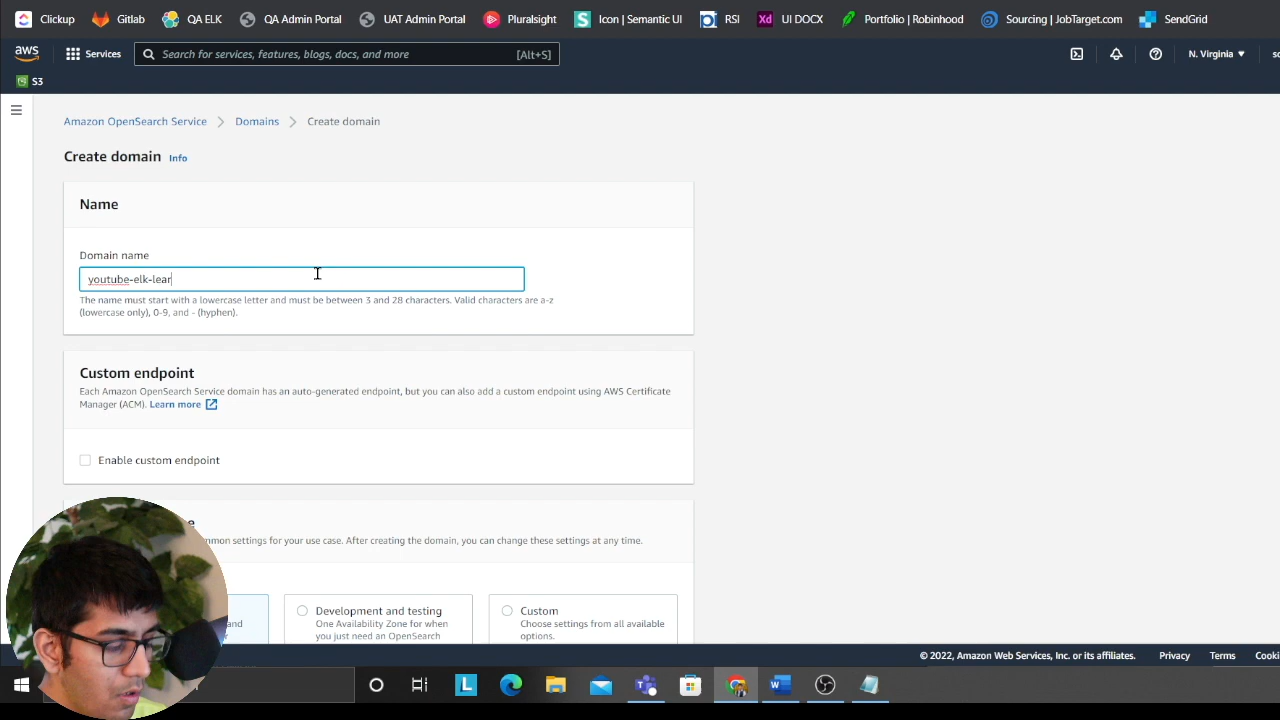 Clickup Gitlab QA ELK QA Admin Portal UAT Admin Portal Pluralsight Icon | Semantic UI RSI UI DOCX Portfolio | Robinhood Sourcing | JobTarget.com SendGrid
aws Services Search for services, features, blogs, docs, and more [Alt+S] N. Virginia
S3
Amazon OpenSearch Service Domains Create domain
Create domain Info
Name
Domain name
youtube-elk-lear
The name must start with a lowercase letter and must be between 3 and 28 characters. Valid characters are a-z
(lowercase only), 0-9, and - (hyphen).
Custom endpoint
Each Amazon OpenSearch Service domain has an auto-generated endpoint, but you can also add a custom endpoint using AWS Certificate
Manager (ACM). Learn more
Enable custom endpoint
settings for your use case. After creating the domain, you can change these settings at any time.
Development and testing Custom
and One Availability Zone for when Choose settings from all available
you just need an OpenSearch options.
© 2022, Amazon Web Services, Inc. or its affiliates. Privacy Terms